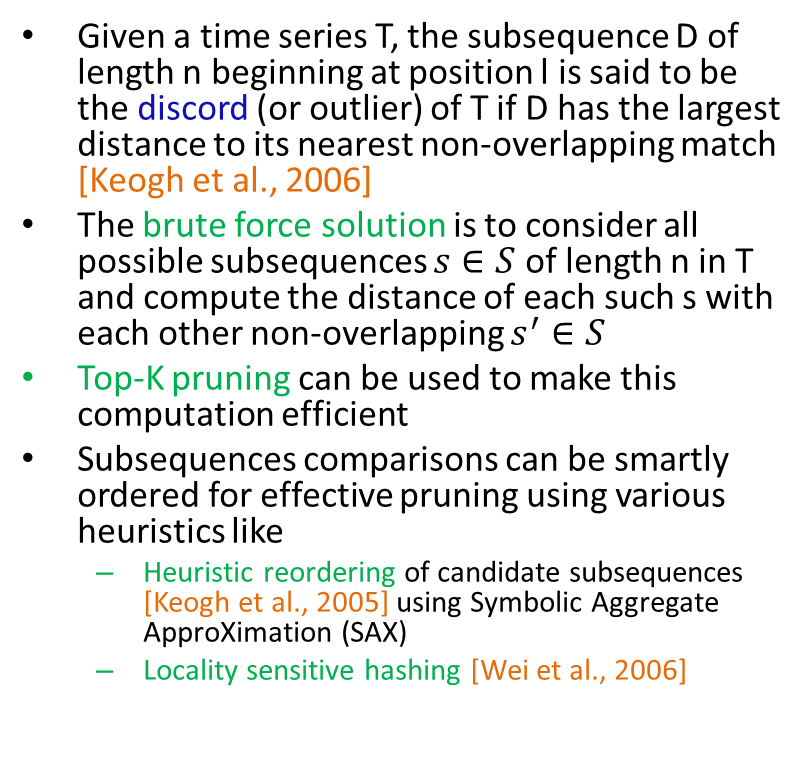 • Given a time series T, the subsequence D of
length n beginning at position l is said to be
the discord (or outlier) of T if D has the largest
distance to its nearest non-overlapping match
[Keogh et al., 2006]
• The brute force solution is to consider all
possible subsequences s ∈ S of length n in T
and compute the distance of each such s with
each other non-overlapping s′ ∈ S
• Top-K pruning can be used to make this
computation efficient
• Subsequences comparisons can be smartly
ordered for effective pruning using various
heuristics like
– Heuristic reordering of candidate subsequences
[Keogh et al., 2005] using Symbolic Aggregate
ApproXimation (SAX)
– Locality sensitive hashing [Wei et al., 2006]